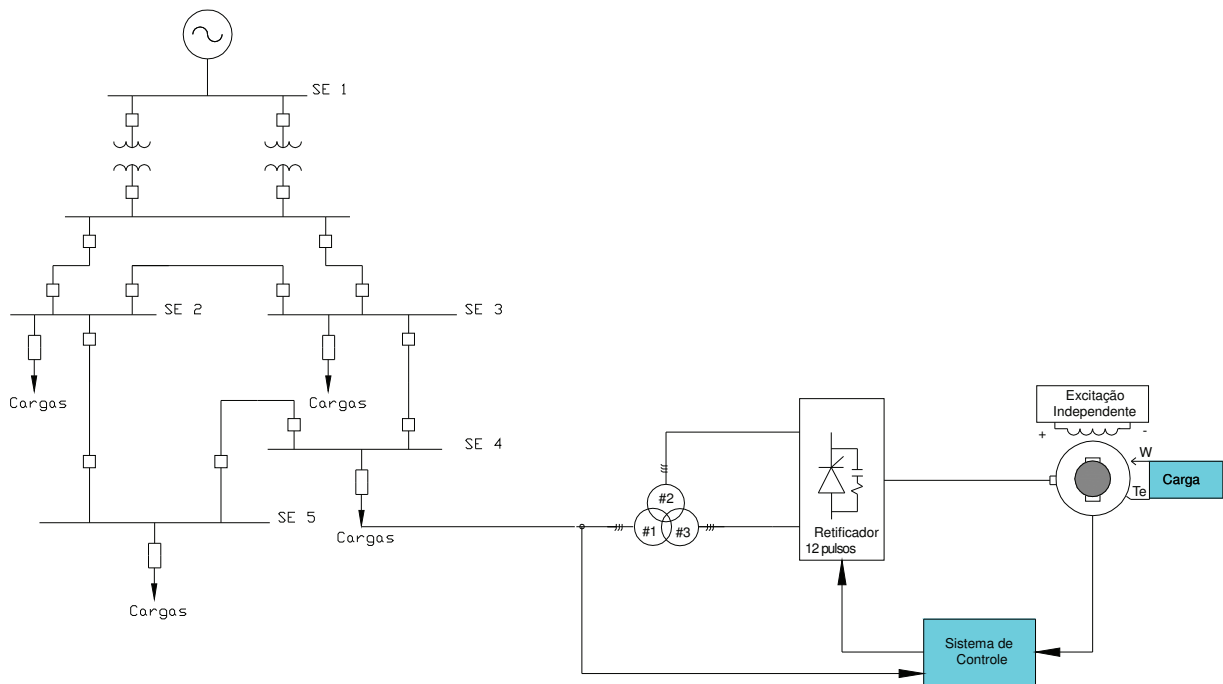 SE 1
SE 2
SE 3
Cargas
Cargas
SE 4
SE 5
Cargas
Cargas
#2
#1
#3
Retificador
12 pulsos
Excitação
Independente
+
-
W
Te
Carga
Sistema de
Controle